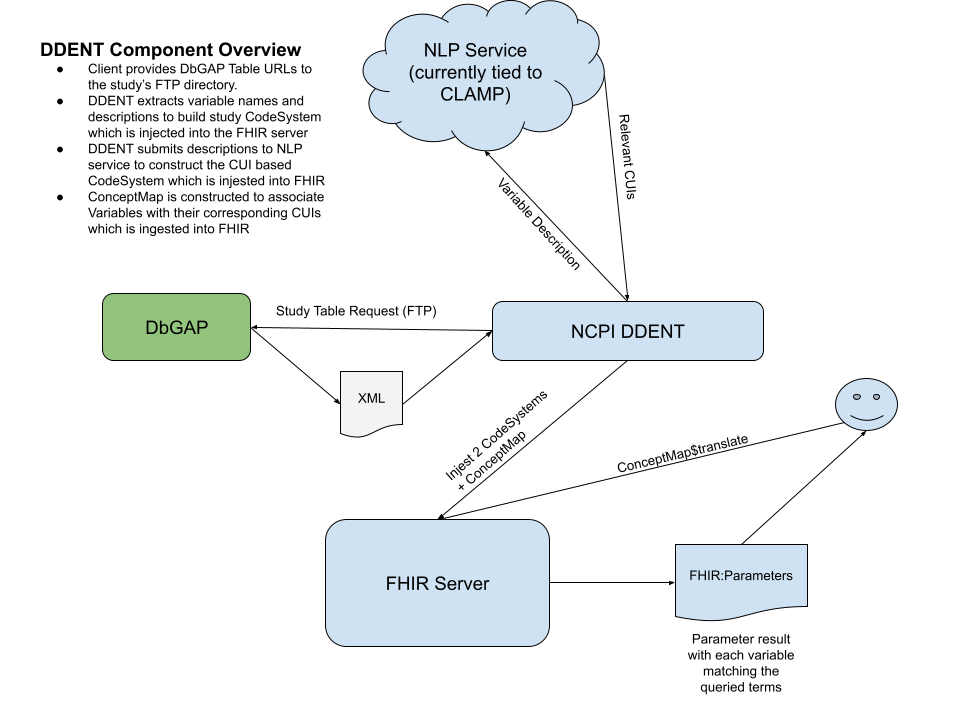 DDENT Component Overview
● Client provides DbGAP Table URLs to
the study's FTP directory.
● DDENT extracts variable names and
descriptions to build study CodeSystem
which is injected into the FHIR server
● DDENT submits descriptions to NLP
service to construct the CUI based
CodeSystem which is injested into FHIR
● ConceptMap is constructed to associate
Variables with their corresponding CUIs
which is ingested into FHIR
NLP Service
(currently tied to
CLAMP)
Relevant CUIs
Variable Description
DbGAP
Study Table Request (FTP)
NCPI DDENT
XML
Injest 2 CodeSystems
+ ConceptMap
ConceptMap$translate
FHIR Server
FHIR:Parameters
Parameter result
with each variable
matching the
queried terms